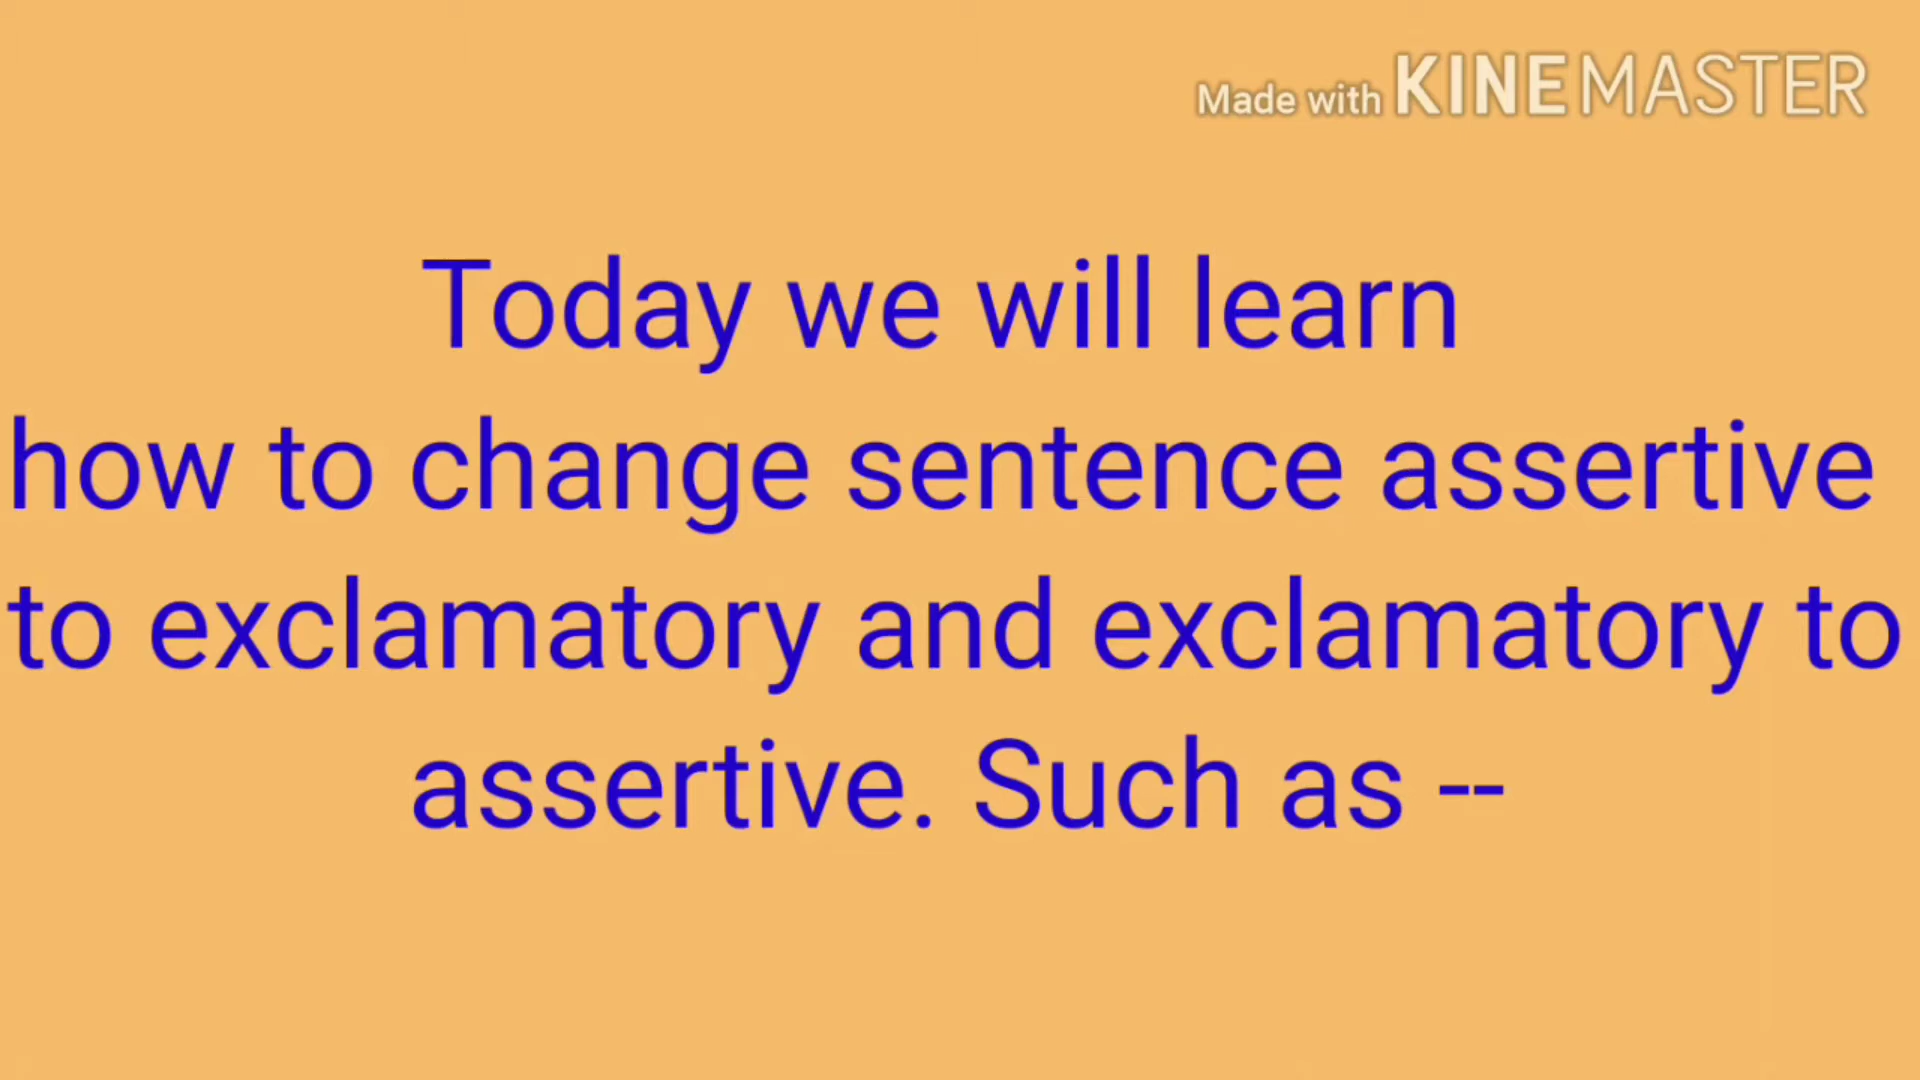 Made with KINEMASTER
Today we will learn
how to change sentence assertive
to exclamatory and exclamatory to
assertive. Such as --